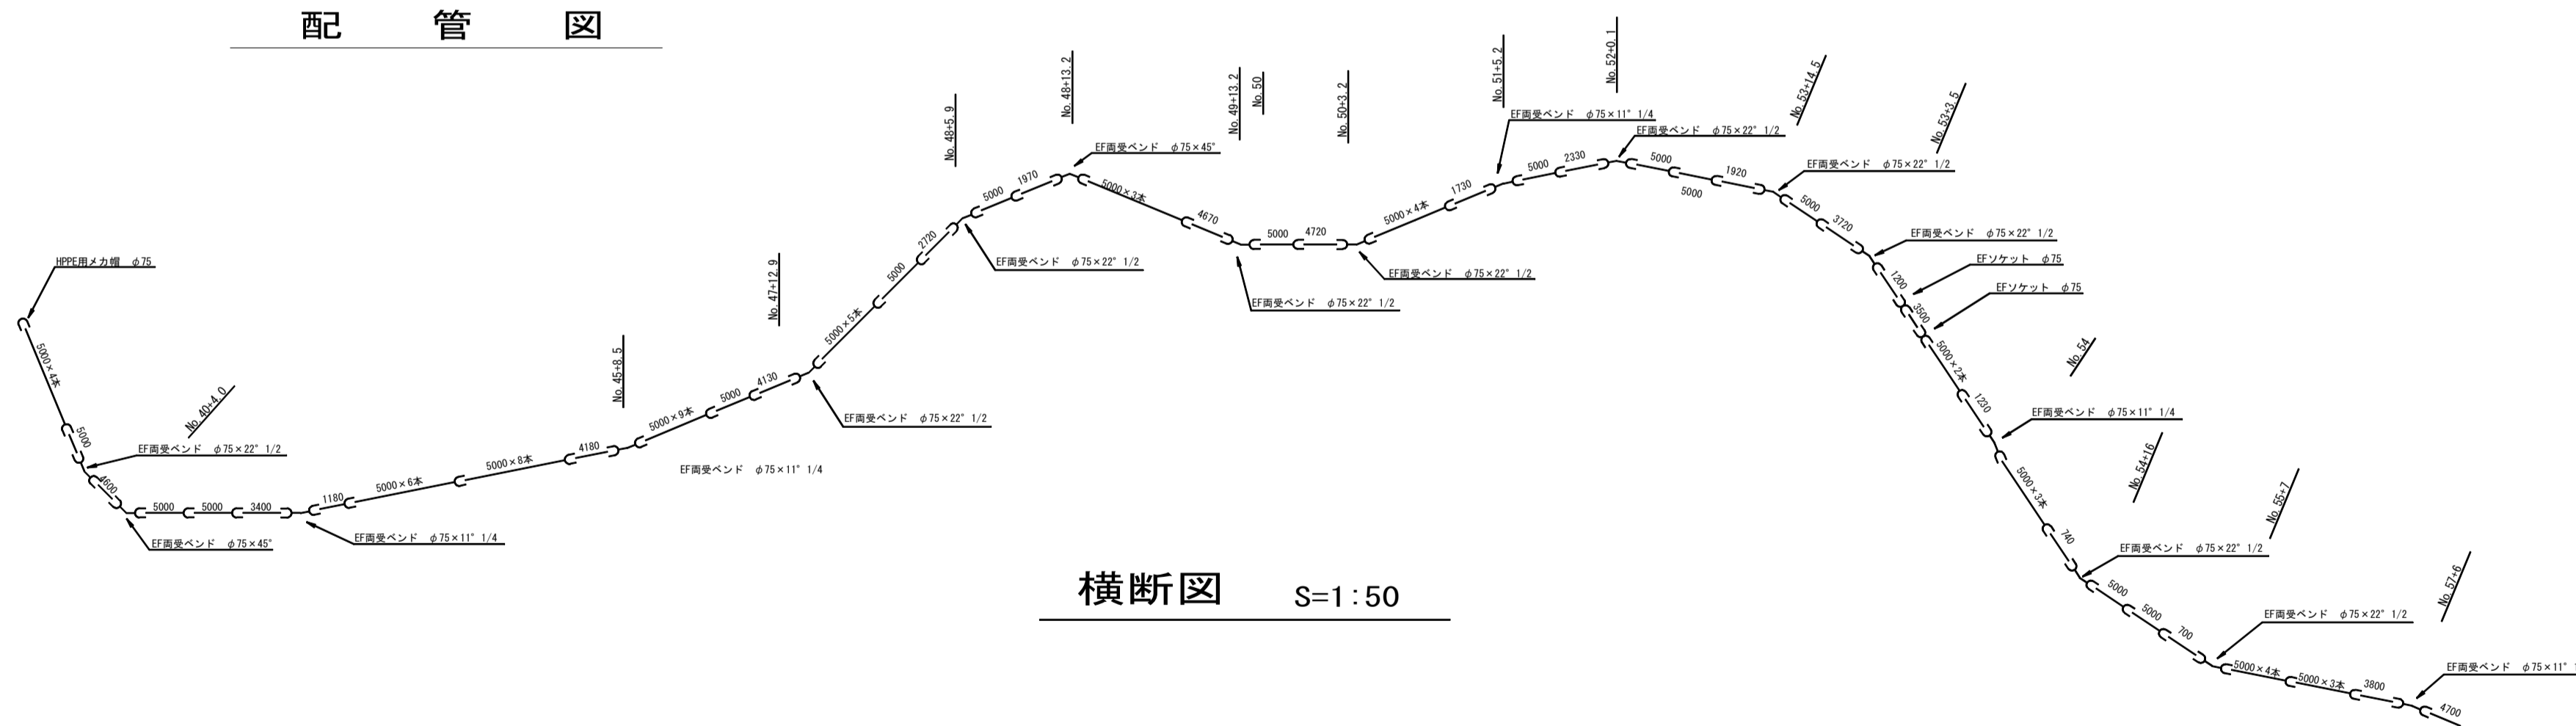 配 管 図
HPPE用メカ帽 φ75
5000×4本
5000
No.40+4.0
EF両受ベンド φ75×22°1/2
4600
5000
5000
3400
EF両受ベンド φ75×45°
EF両受ベンド φ75×11°1/4
1180
5000×6本
5000×8本
4180
No.45+8.5
EF両受ベンド φ75×11°1/4
5000×9本
5000
4130
No.47+12.9
EF両受ベンド φ75×22°1/2
5000×5本
5000
2720
No.48+5.9
EF両受ベンド φ75×22°1/2
5000
1970
No.48+13.2
EF両受ベンド φ75×45°
5000×3本
4670
No.49+13.2
No.50
EF両受ベンド φ75×22°1/2
5000
4720
No.50+3.2
EF両受ベンド φ75×22°1/2
5000×4本
1730
No.51+5.2
EF両受ベンド φ75×11°1/4
5000
2330
No.52+0.1
EF両受ベンド φ75×22°1/2
5000
5000
1920
No.53+14.5
EF両受ベンド φ75×22°1/2
5000
3720
No.53+3.5
EF両受ベンド φ75×22°1/2
1200
EFソケット φ75
3500
EFソケット φ75
5000×2本
1230
No.54
EF両受ベンド φ75×11°1/4
5000×3本
740
No.54+16
EF両受ベンド φ75×22°1/2
5000
5000
700
No.55+7
EF両受ベンド φ75×22°1/2
5000×4本
5000×3本
3800
No.57+6
EF両受ベンド φ75×11°
4700
横断図 S=1:50